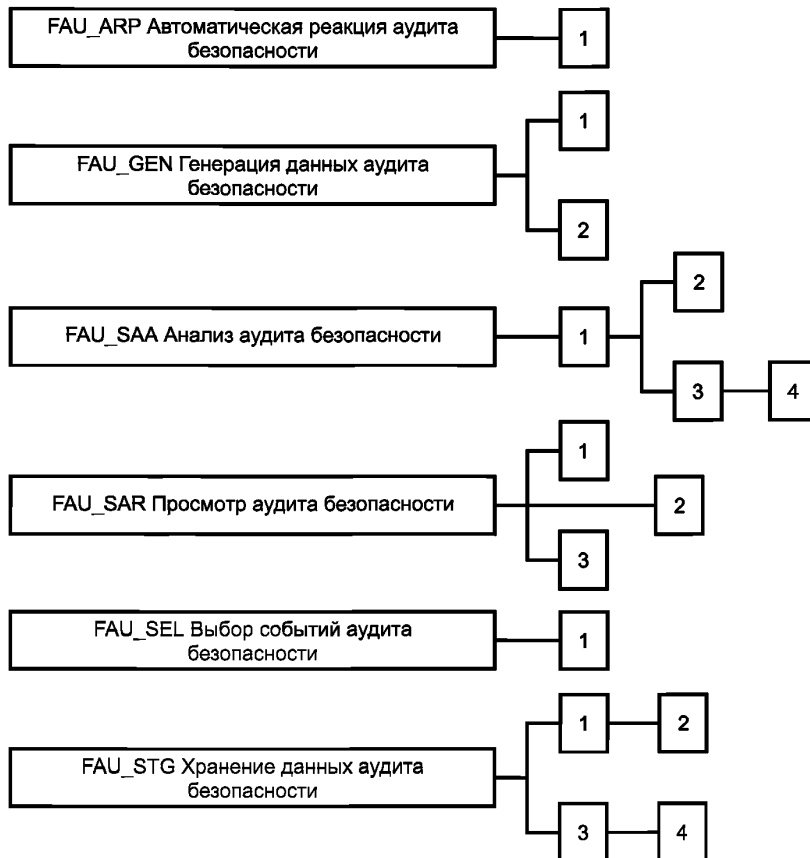 FAU_ARP Автоматическая реакция аудита
безопасности
1
1
FAU_GEN Генерация данных аудита
безопасности
2
2
FAU_SAA Анализ аудита безопасности
1
3
4
1
FAU_SAR Просмотр аудита безопасности
2
3
FAU_SEL Выбор событий аудита
безопасности
1
1
2
FAU_STG Хранение данных аудита
безопасности
3
4